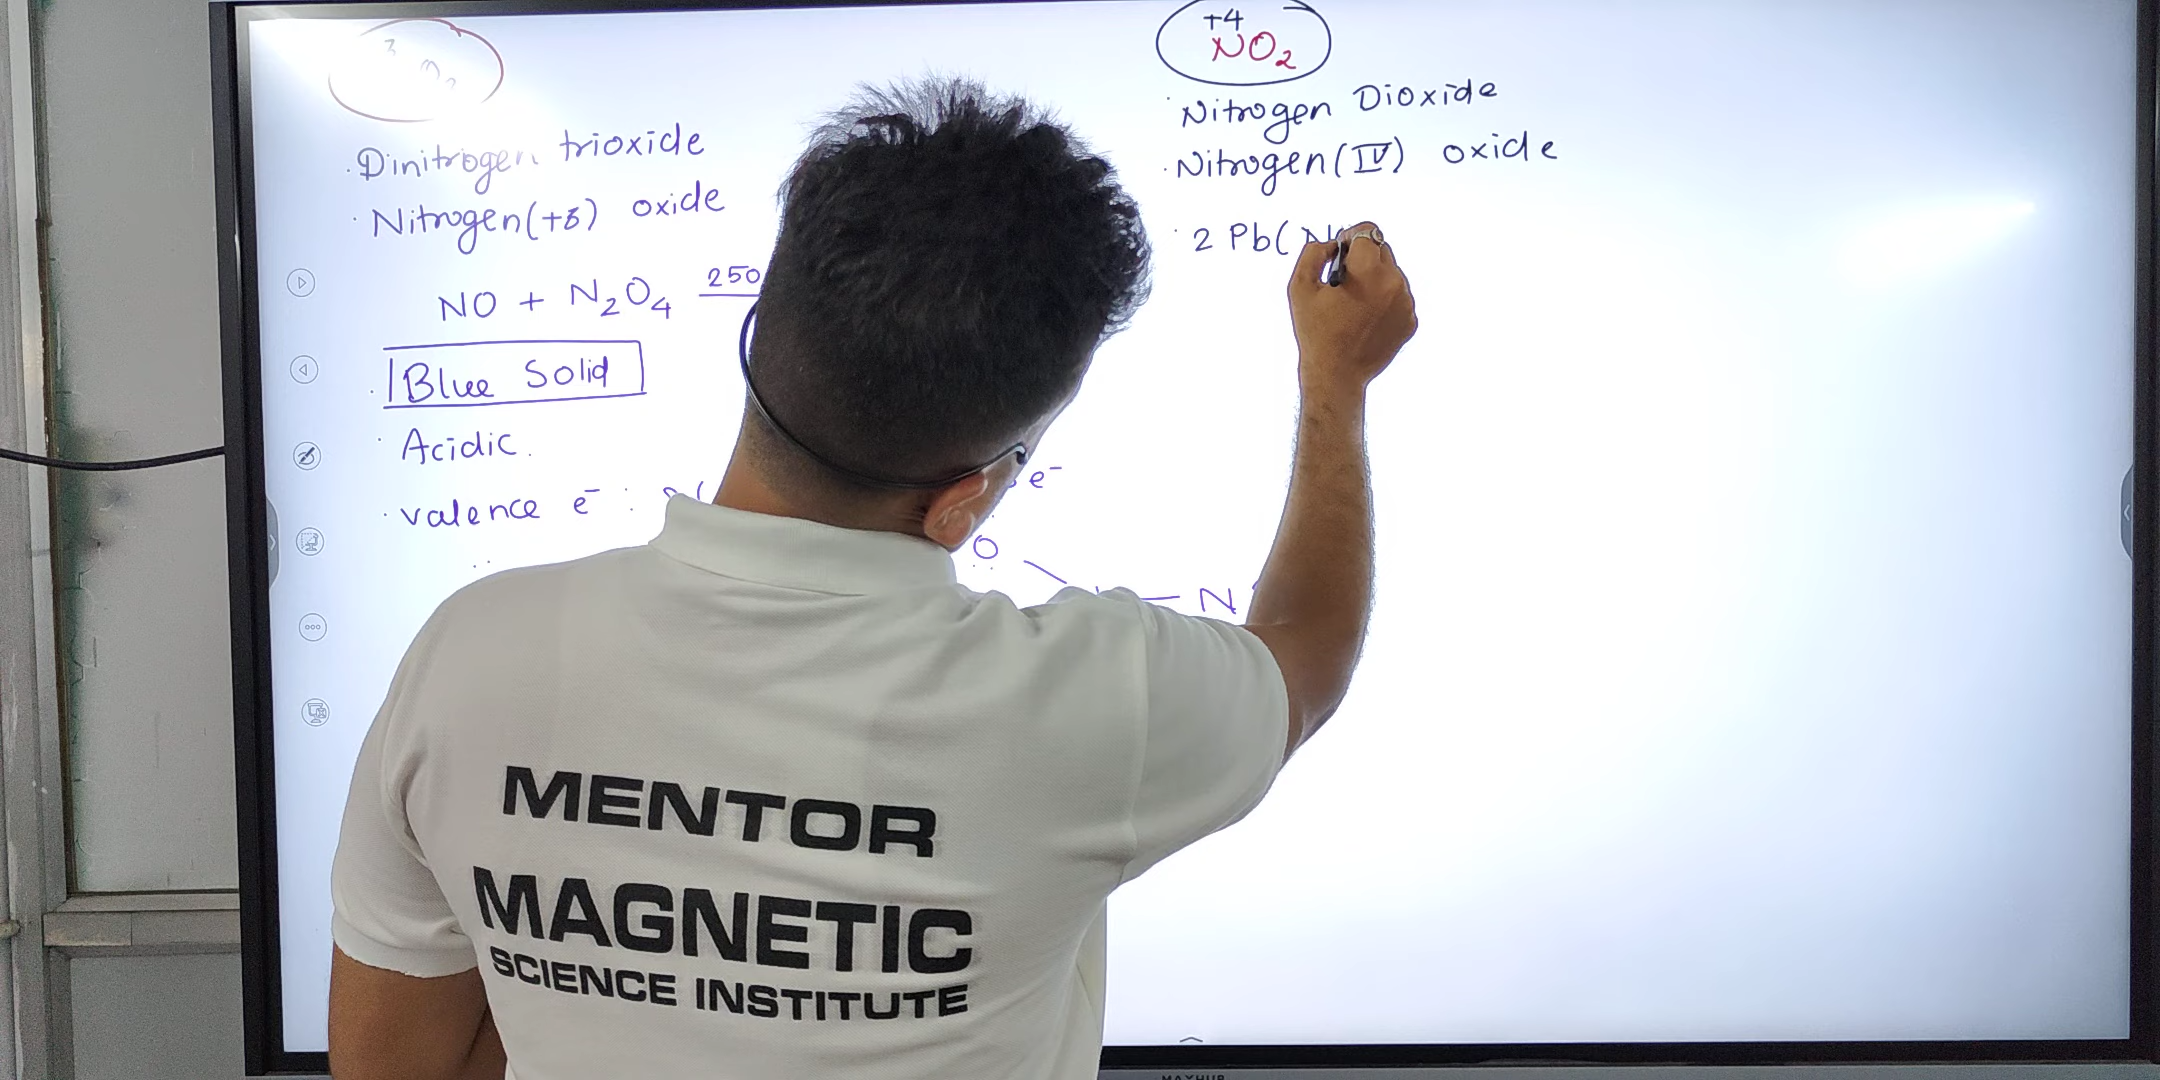 Dinitrogen trioxide
Nitrogen(+3) oxide
NO + N₂O₄ 250
Blue Solid
Acidic.
valence e⁻ :
e⁻
O
— N
+4
NO₂
Nitrogen Dioxide
Nitrogen(IV) oxide
2 Pb(N
MENTOR
MAGNETIC
SCIENCE INSTITUTE
MAXHUB